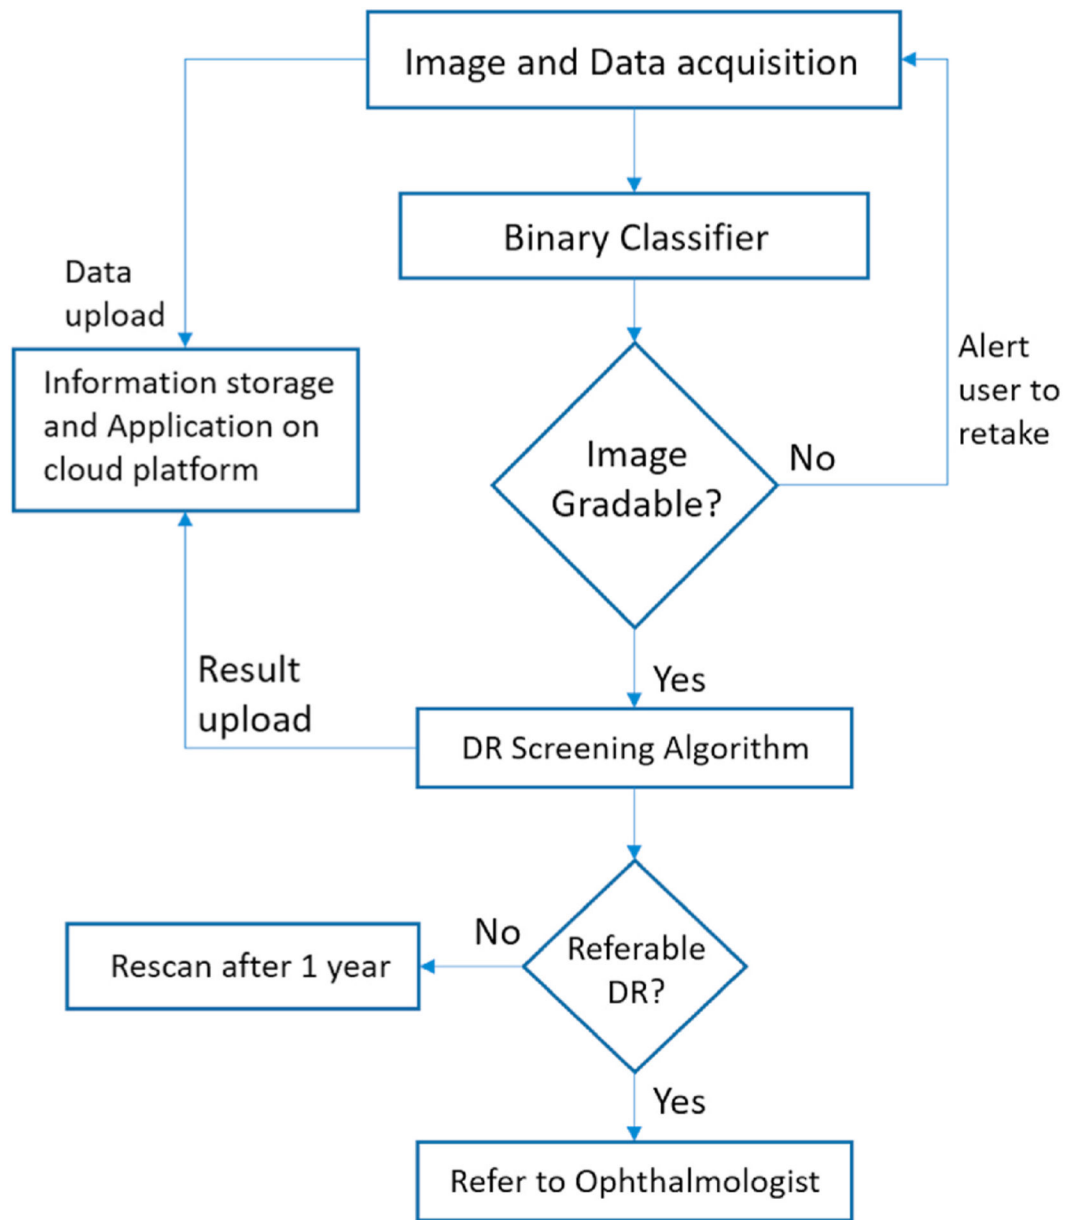 Image and Data acquisition
Binary Classifier
Data
upload
Information storage
and Application on
cloud platform
Image
Gradable?
No
Alert
user to
retake
Yes
Result
upload
DR Screening Algorithm
No
Referable
DR?
Rescan after 1 year
Yes
Refer to Ophthalmologist